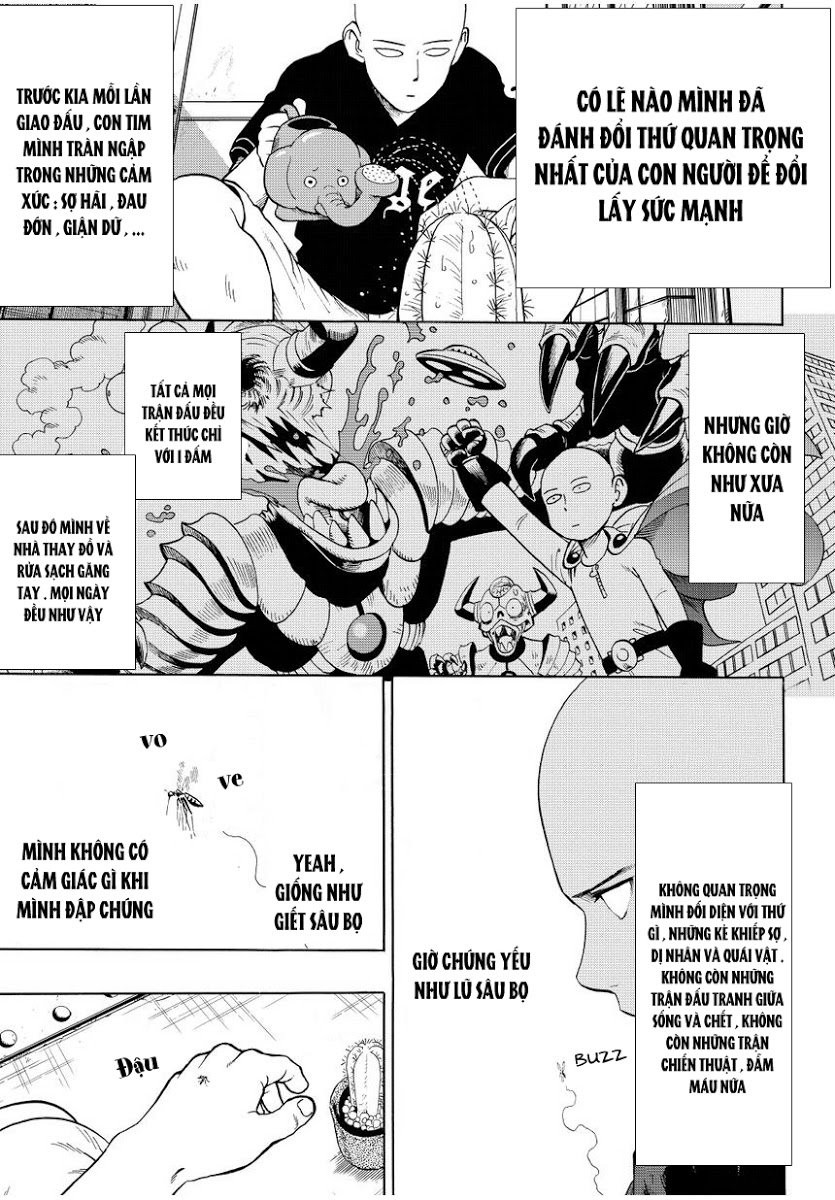 CÓ LẼ NÀO MÌNH ĐÃ
ĐÁNH ĐỔI THỨ QUAN TRỌNG
NHẤT CỦA CON NGƯỜI ĐỂ ĐỔI
LẤY SỨC MẠNH
TRƯỚC KIA MỖI LẦN
GIAO ĐẤU , CON TIM
MÌNH TRÀN NGẬP
TRONG NHỮNG CẢM
XÚC : SỢ HÃI , ĐAU
ĐỚN , GIẬN DỮ , ...
NHƯNG GIỜ
KHÔNG CÒN
NHƯ XƯA
NỮA
TẤT CẢ MỌI
TRẬN ĐẤU ĐỀU
KẾT THÚC CHỈ
VỚI 1 ĐẤM
SAU ĐÓ MÌNH VỀ
NHÀ THAY ĐỒ VÀ
RỬA SẠCH GĂNG
TAY . MỌI NGÀY
ĐỀU NHƯ VẬY
KHÔNG QUAN TRỌNG
MÌNH ĐỐI DIỆN VỚI THỨ
GÌ , NHỮNG KẺ KHIẾP SỢ ,
DỊ NHÂN VÀ QUÁI VẬT .
KHÔNG CÒN NHỮNG
TRẬN ĐẤU TRANH GIỮA
SỐNG VÀ CHẾT , KHÔNG
CÒN NHỮNG TRẬN
CHIẾN THUẬT , ĐẪM
MÁU NỮA
GIỜ CHÚNG YẾU
NHƯ LŨ SÂU BỌ
BUZZ
vo
ve
YEAH ,
GIỐNG NHƯ
GIẾT SÂU BỌ
MÌNH KHÔNG CÓ
CẢM GIÁC GÌ KHI
MÌNH ĐẬP CHÚNG
Đậu